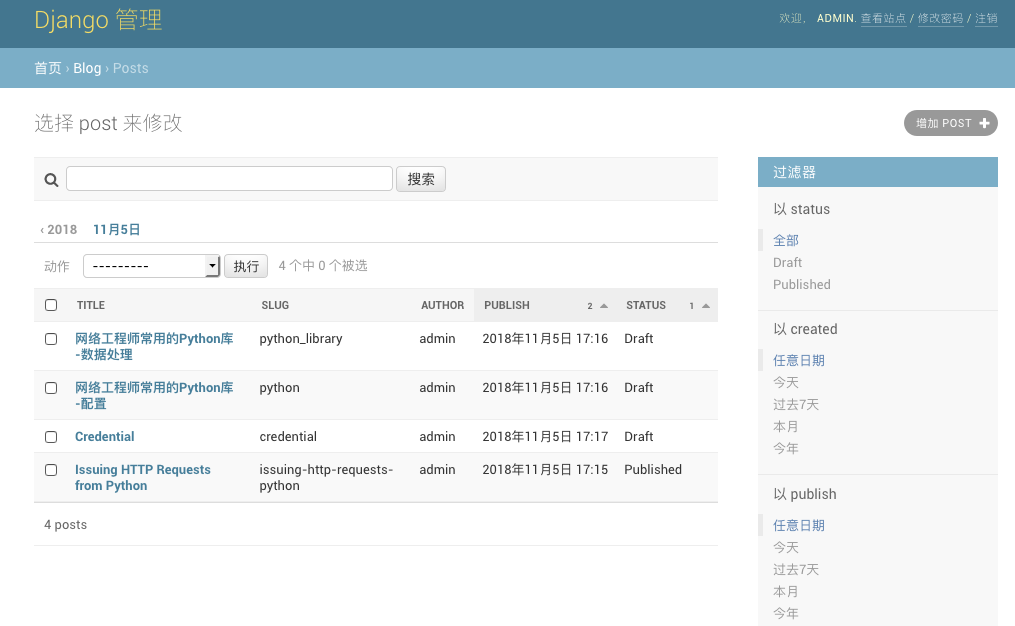 Django 管理
欢迎， ADMIN. 查看站点 / 修改密码 / 注销
首页 › Blog › Posts
选择 post 来修改
增加 POST +
搜索
‹ 2018 11月5日
动作 --------- 执行 4 个中 0 个被选
TITLE SLUG AUTHOR PUBLISH 2 STATUS 1
网络工程师常用的Python库 python_library admin 2018年11月5日 17:16 Draft
-数据处理
网络工程师常用的Python库 python admin 2018年11月5日 17:16 Draft
-配置
Credential credential admin 2018年11月5日 17:17 Draft
Issuing HTTP Requests issuing-http-requests- admin 2018年11月5日 17:15 Published
from Python python
4 posts
过滤器
以 status
全部
Draft
Published
以 created
任意日期
今天
过去7天
本月
今年
以 publish
任意日期
今天
过去7天
本月
今年